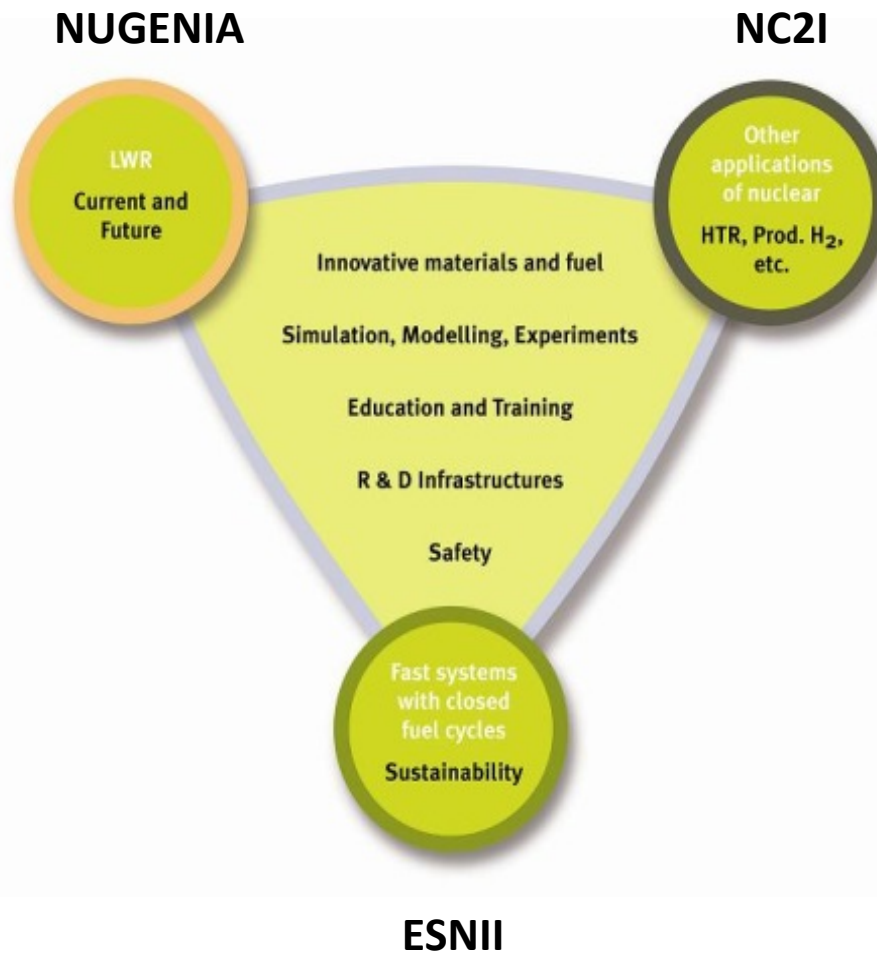 NUGENIA
NC2I
LWR
Current and
Future
Other
applications
of nuclear
HTR, Prod. H₂,
etc.
Innovative materials and fuel
Simulation, Modelling, Experiments
Education and Training
R & D Infrastructures
Safety
Fast systems
with closed
fuel cycles
Sustainability
ESNII